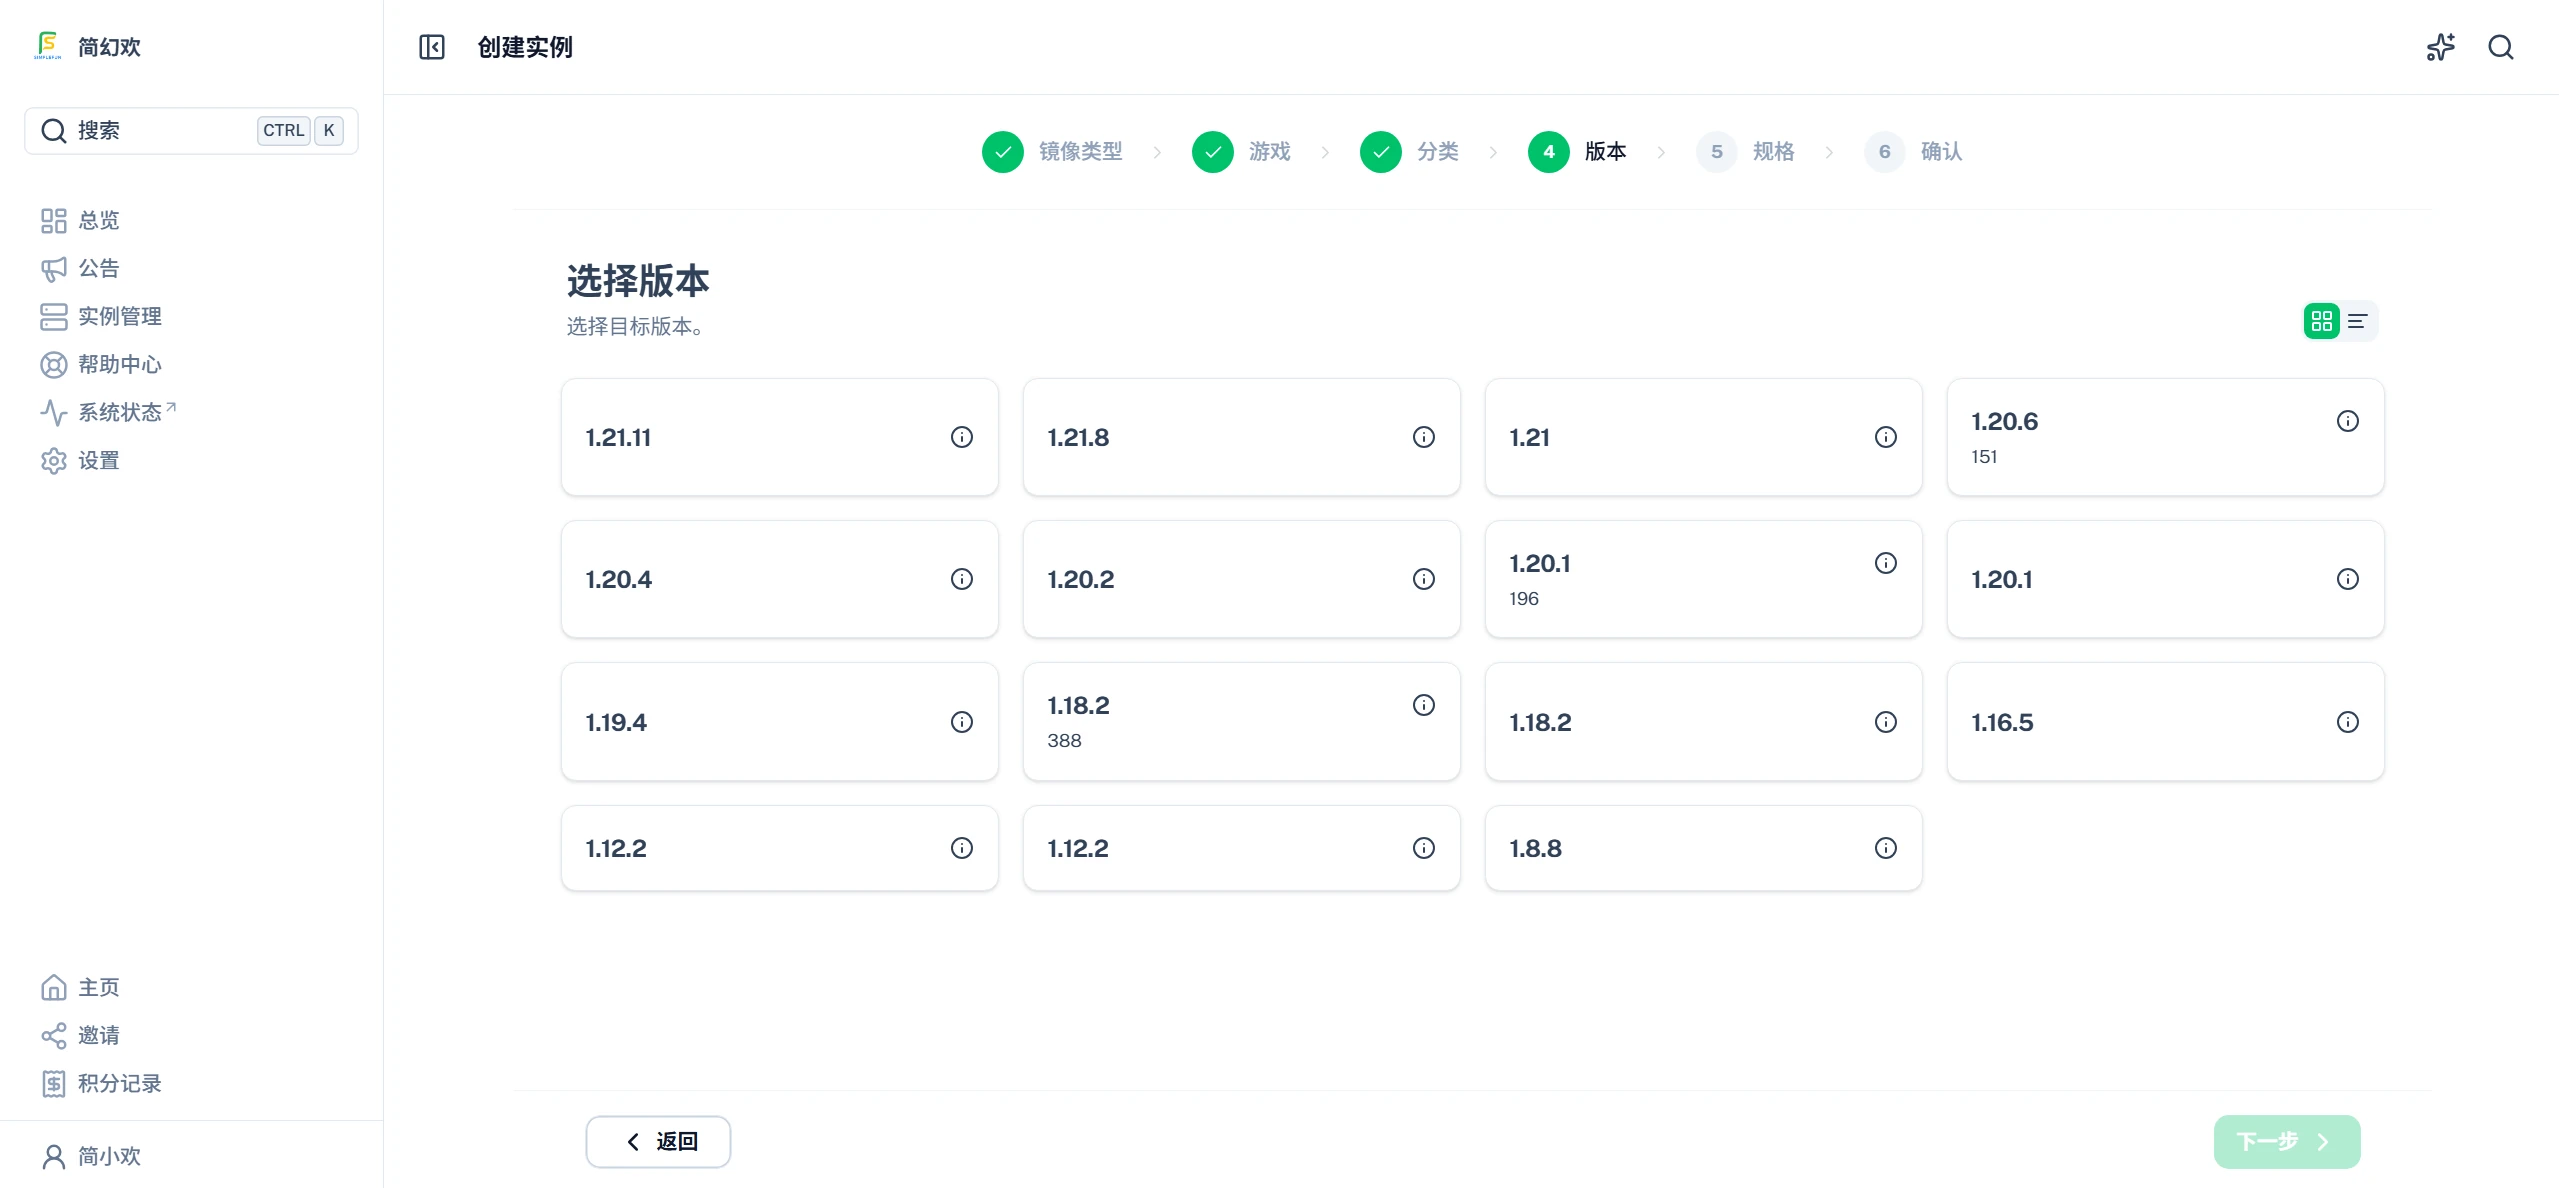 简幻欢
SIMPLEFUN
搜索 CTRL K
总览
公告
实例管理
帮助中心
系统状态
设置
主页
邀请
积分记录
简小欢
创建实例
镜像类型 游戏 分类 4 版本 5 规格 6 确认
选择版本
选择目标版本。
1.21.11
1.21.8
1.21
1.20.6
151
1.20.4
1.20.2
1.20.1
196
1.20.1
1.19.4
1.18.2
388
1.18.2
1.16.5
1.12.2
1.12.2
1.8.8
返回
下一步